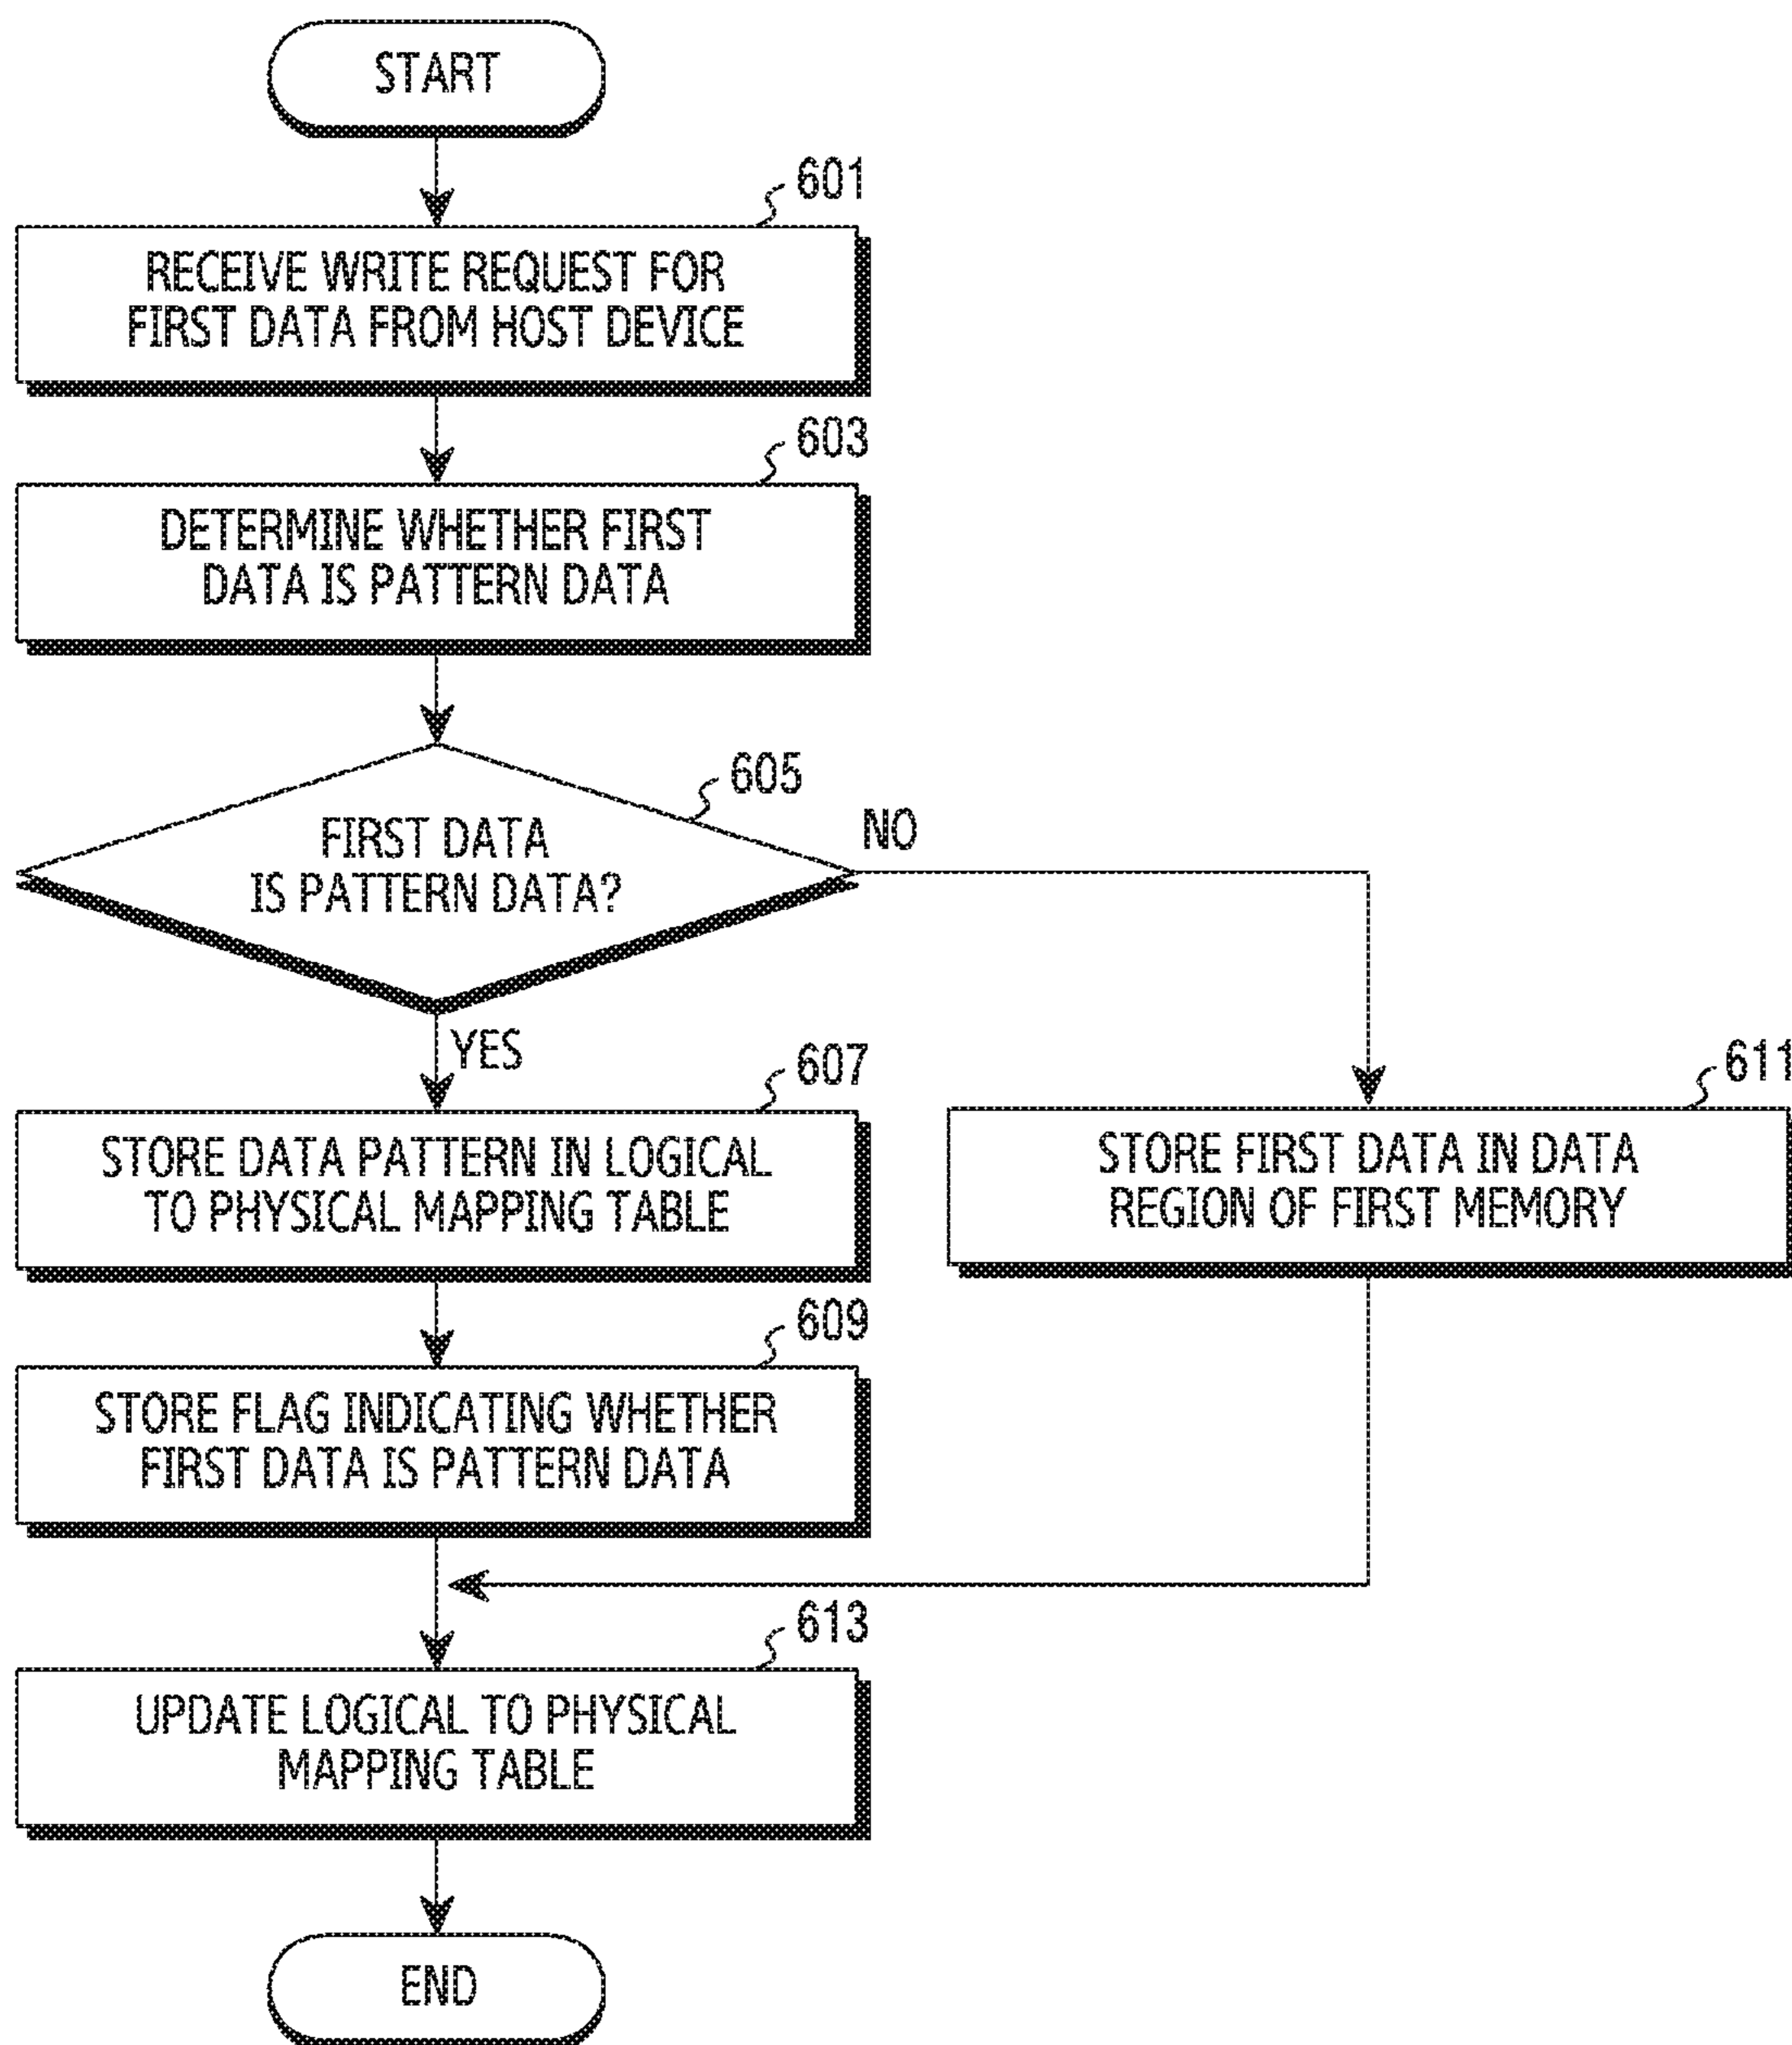 START
601
RECEIVE WRITE REQUEST FOR
FIRST DATA FROM HOST DEVICE
603
DETERMINE WHETHER FIRST
DATA IS PATTERN DATA
605
FIRST DATA
IS PATTERN DATA?
NO
YES
607
STORE DATA PATTERN IN LOGICAL
TO PHYSICAL MAPPING TABLE
611
STORE FIRST DATA IN DATA
REGION OF FIRST MEMORY
609
STORE FLAG INDICATING WHETHER
FIRST DATA IS PATTERN DATA
613
UPDATE LOGICAL TO PHYSICAL
MAPPING TABLE
END